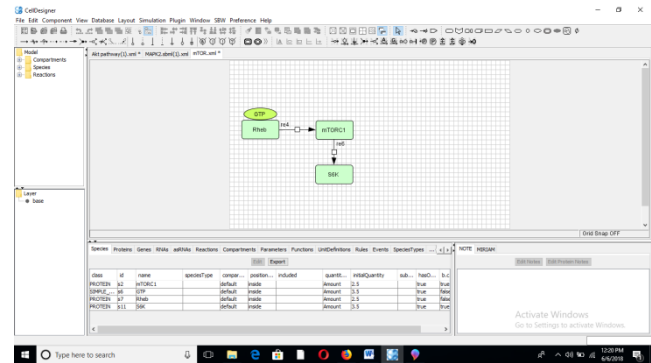 CellDesigner
File Edit Component View Database Layout Simulation Plugin Window SBW Preference Help
Model
Compartments
Species
Reactions
Akt pathway(1).xml * MAPK2.sbml(1).xml mTOR.xml *
GTP
Rheb
re4
mTORC1
re6
S6K
Layer
base
Grid Snap OFF
Species Proteins Genes RNAs asRNAs Reactions Compartments Parameters Functions UnitDefinitions Rules Events SpeciesTypes ...
NOTE MIRIAM
Edit Export
Edit Notes Edit Protein Notes
class id name speciesType compar... position... included quantit... initialQuantity sub... hasO... b.c
PROTEIN s2 mTORC1 default inside Amount 2.5 true true
SIMPLE_... s6 GTP default inside Amount 3.5 true false
PROTEIN s7 Rheb default inside Amount 2.5 true false
PROTEIN s11 S6K default inside Amount 3.5 true true
Activate Windows
Go to Settings to activate Windows.
Type here to search
12:20 PM
6/6/2018